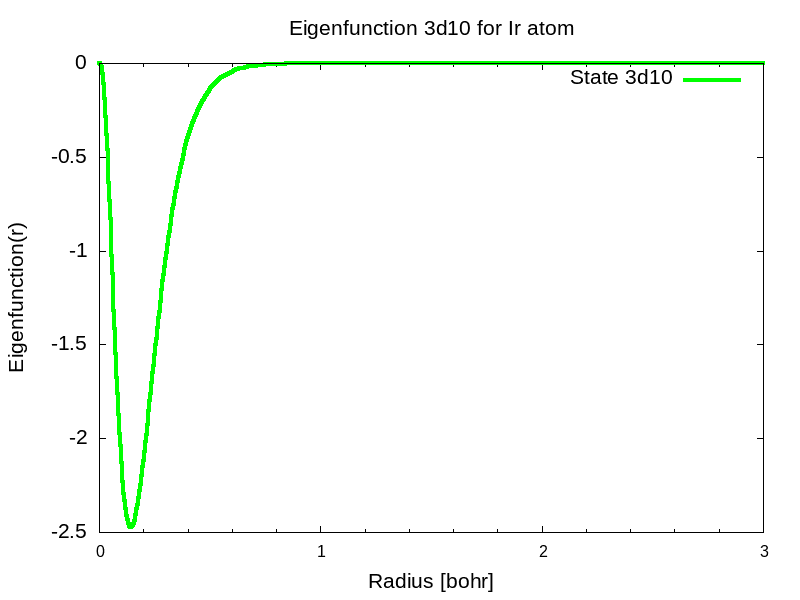 Eigenfunction 3d10 for Ir atom
State 3d10
Eigenfunction(r)
0
-0.5
-1
-1.5
-2
-2.5
0 1 2 3
Radius [bohr]